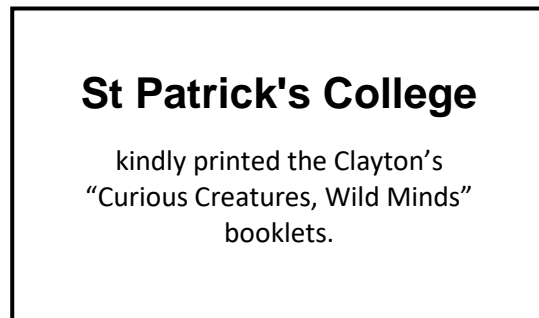 St Patrick's College
kindly printed the Clayton’s
“Curious Creatures, Wild Minds”
booklets.